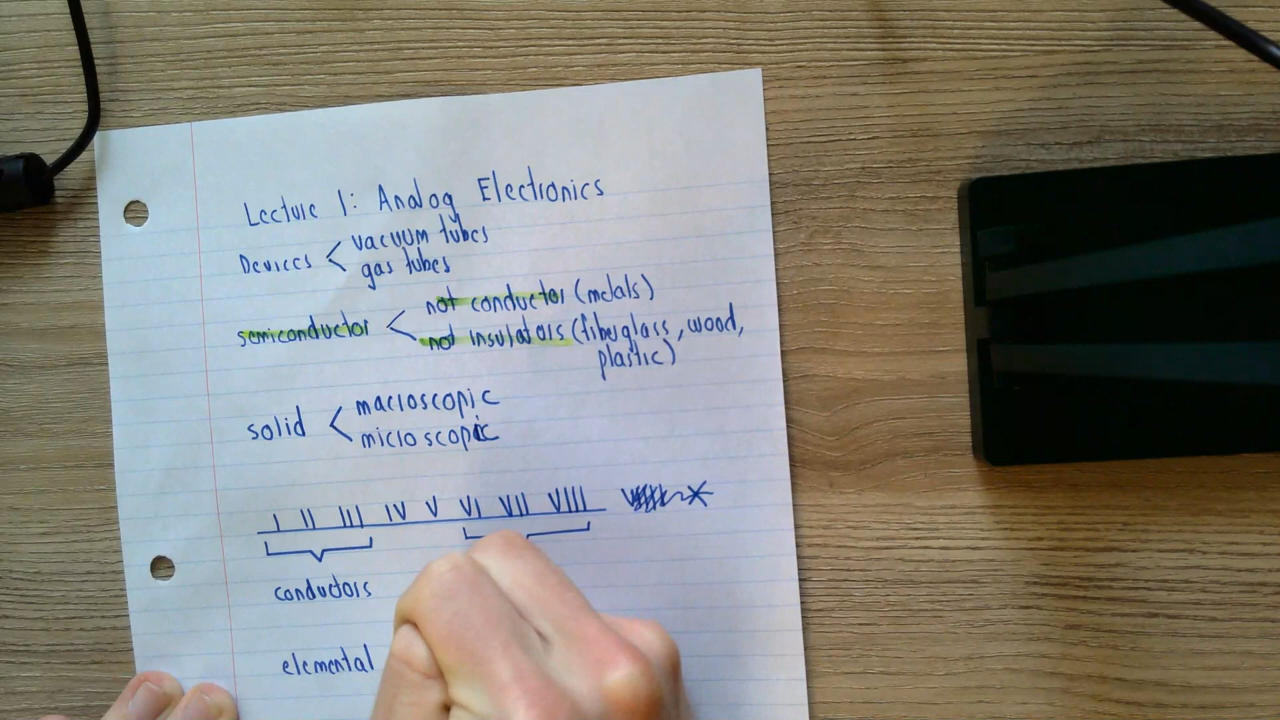 Lecture 1: Analog Electronics
Devices < vacuum tubes
gas tubes
semiconductor < not conductor (metals)
not insulators (fiberglass, wood,
plastic)
solid < macroscopic
microscopic
I II III IV V VI VII VIII
conductors
elemental